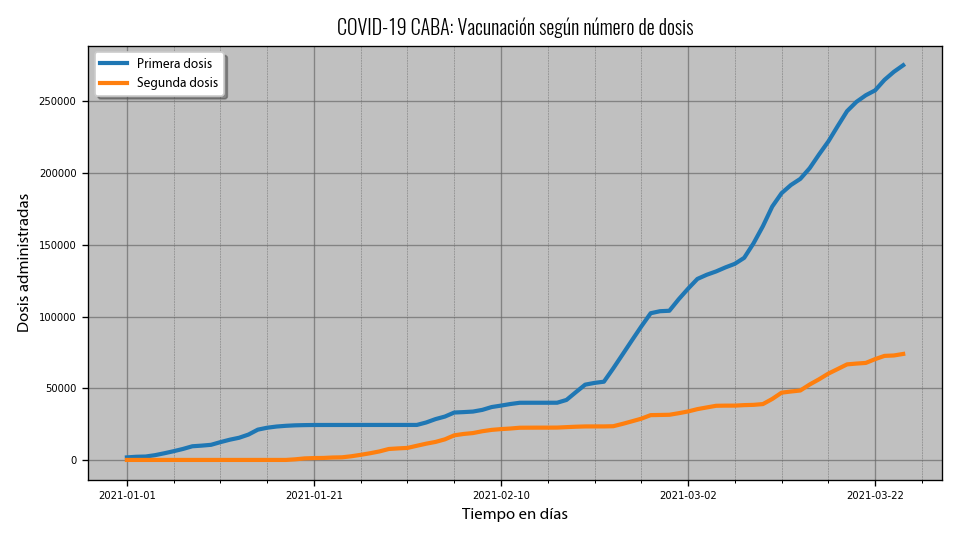 COVID-19 CABA: Vacunación según número de dosis
Primera dosis
Segunda dosis
Dosis administradas
250000
200000
150000
100000
50000
0
2021-01-01
2021-01-21
2021-02-10
2021-03-02
2021-03-22
Tiempo en días